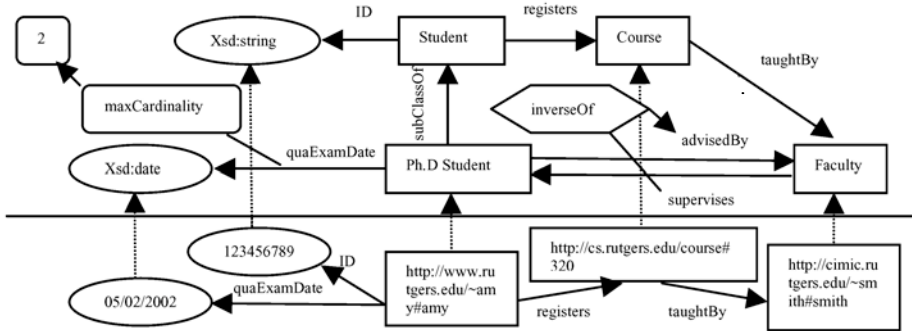 ID
registers
2
Xsd:string
Student
Course
taughtBy
maxCardinality
subClassOf
inverseOf
advisedBy
quaExamDate
Xsd:date
Ph.D Student
Faculty
supervises
123456789
ID
http://cs.rutgers.edu/course#
320
http://www.ru
tgers.edu/~am
y#amy
http://cimic.ru
tgers.edu/~sm
ith#smith
quaExamDate
05/02/2002
registers
taughtBy